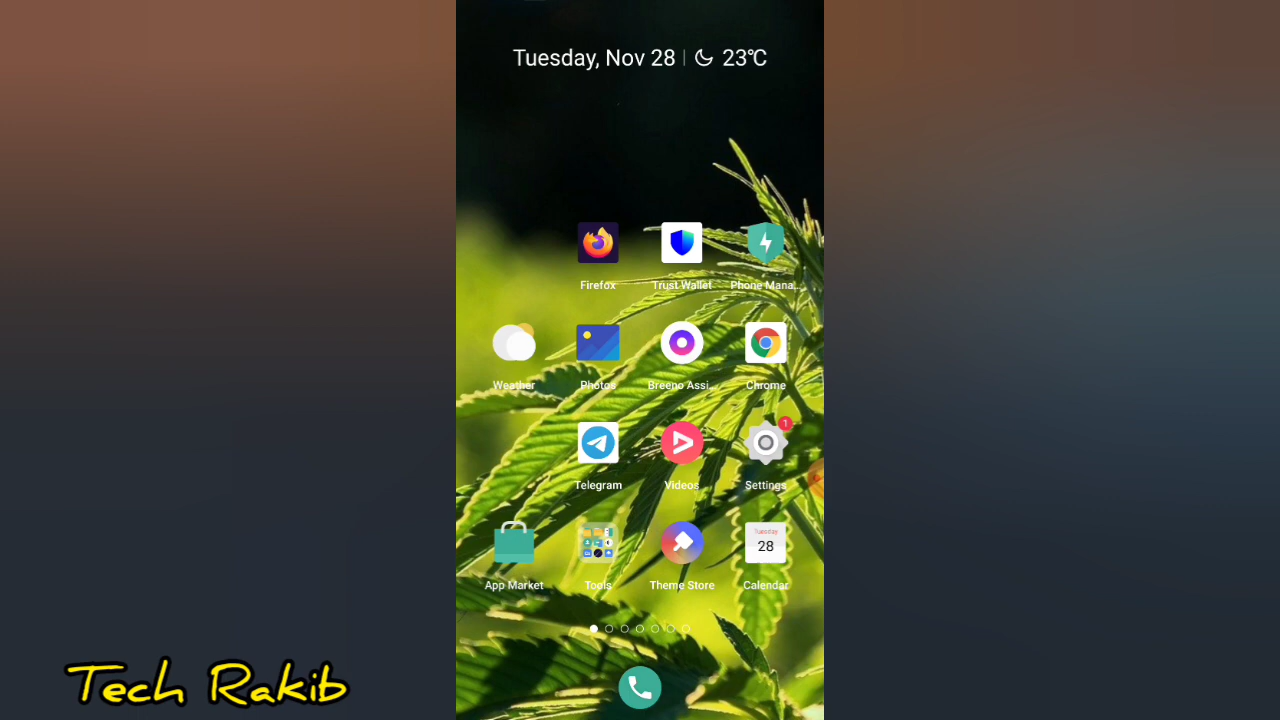 Tuesday, Nov 28 | 23℃
Firefox
Trust Wallet
Phone Mana...
Weather
Photos
Breeno Assi...
Chrome
Telegram
Videos
1
Settings
App Market
Tools
Theme Store
Tuesday
28
Calendar
Tech Rakib